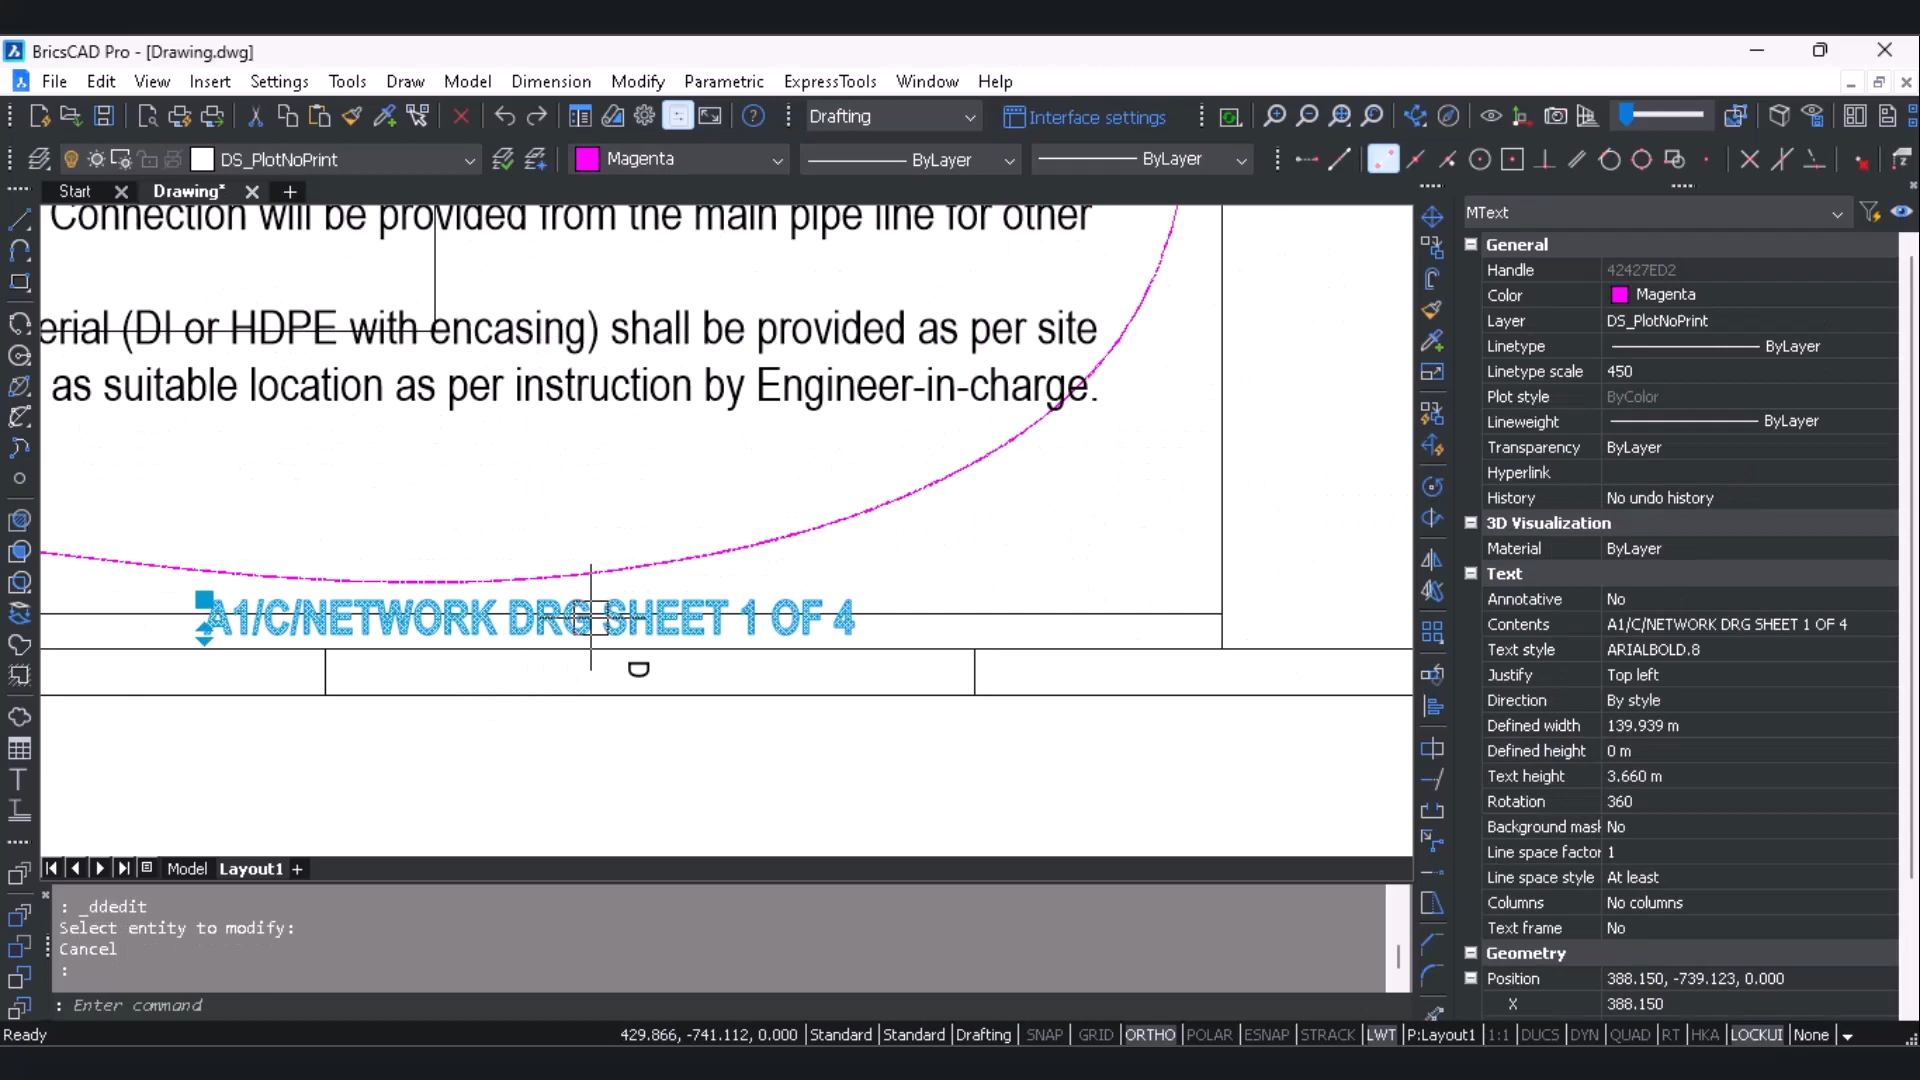 BricsCAD Pro - [Drawing.dwg]
File Edit View Insert Settings Tools Draw Model Dimension Modify Parametric ExpressTools Window Help
Drafting
Interface settings
DS_PlotNoPrint
Magenta
ByLayer
ByLayer
Start
Drawing*
Connection will be provided from the main pipe line for other
erial (DI or HDPE with encasing) shall be provided as per site
as suitable location as per instruction by Engineer-in-charge.
A1/C/NETWORK DRG SHEET 1 OF 4
D
Model Layout1 +
: _ddedit
Select entity to modify:
Cancel
:
: Enter command
MText
General
Handle 42427ED2
Color Magenta
Layer DS_PlotNoPrint
Linetype ByLayer
Linetype scale 450
Plot style ByColor
Lineweight ByLayer
Transparency ByLayer
Hyperlink
History No undo history
3D Visualization
Material ByLayer
Text
Annotative No
Contents A1/C/NETWORK DRG SHEET 1 OF 4
Text style ARIALBOLD.8
Justify Top left
Direction By style
Defined width 139.939 m
Defined height 0 m
Text height 3.660 m
Rotation 360
Background mask No
Line space factor 1
Line space style At least
Columns No columns
Text frame No
Geometry
Position 388.150, -739.123, 0.000
X 388.150
Ready
429.866, -741.112, 0.000 Standard Standard Drafting SNAP GRID ORTHO POLAR ESNAP STRACK LWT P:Layout1 1:1 DUCS DYN QUAD RT HKA LOCKUI None